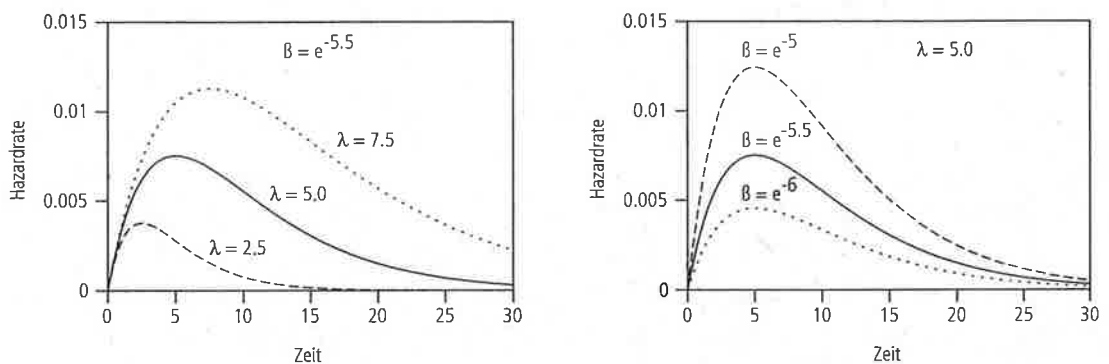 0.015
0.01
0.005
0
Hazardrate
ß = e^-5.5
λ = 7.5
λ = 5.0
λ = 2.5
0 5 10 15 20 25 30
Zeit
0.015
0.01
0.005
0
Hazardrate
ß = e^-5
λ = 5.0
ß = e^-5.5
ß = e^-6
0 5 10 15 20 25 30
Zeit